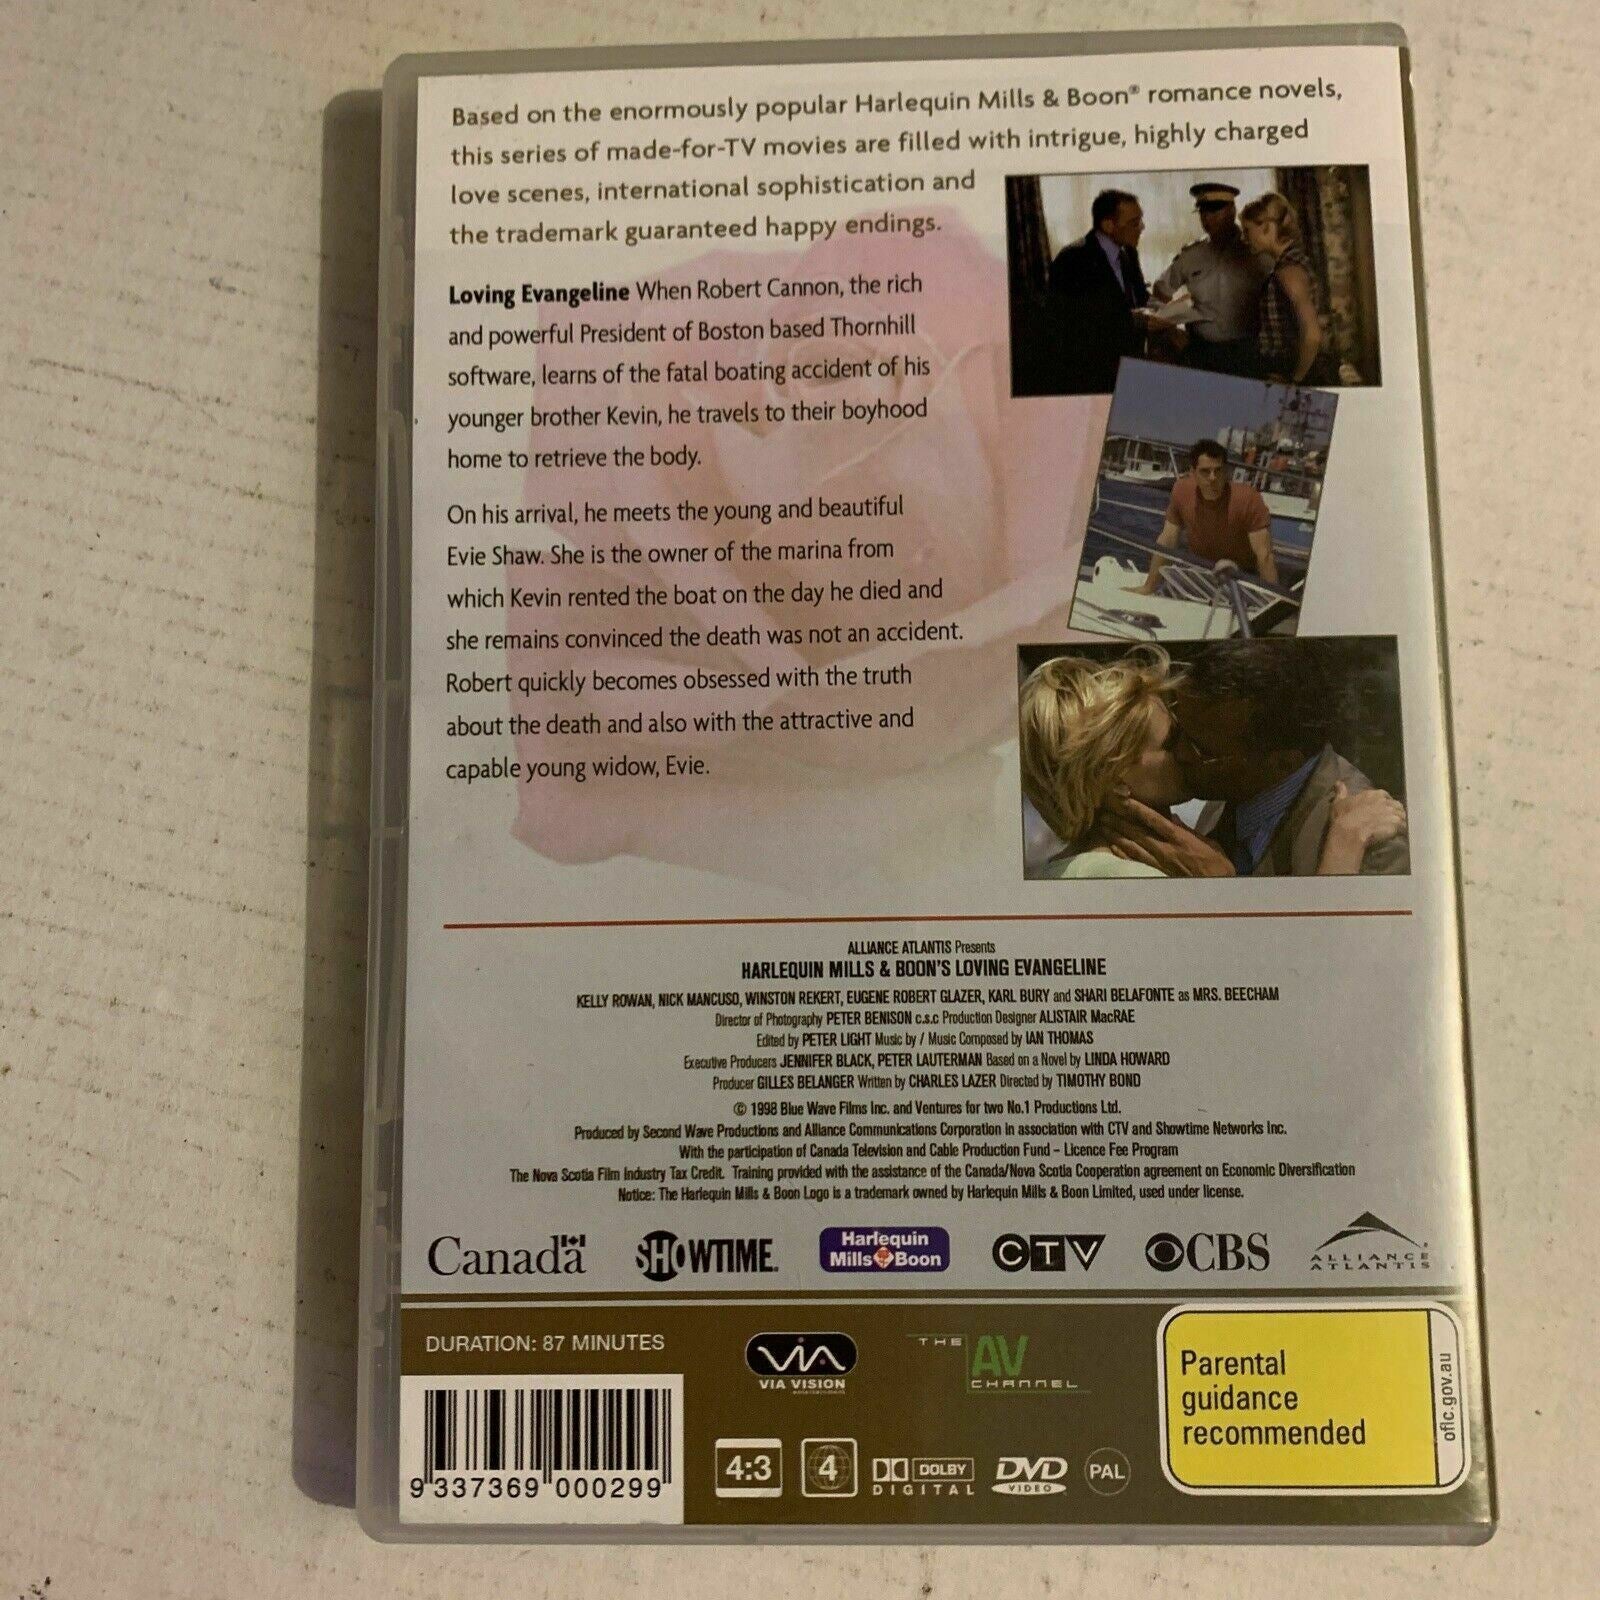 Based on the enormously popular Harlequin Mills & Boon® romance novels,
this series of made-for-TV movies are filled with intrigue, highly charged
love scenes, international sophistication and
the trademark guaranteed happy endings.
Loving Evangeline When Robert Cannon, the rich
and powerful President of Boston based Thornhill
software, learns of the fatal boating accident of his
younger brother Kevin, he travels to their boyhood
home to retrieve the body.
On his arrival, he meets the young and beautiful
Evie Shaw. She is the owner of the marina from
which Kevin rented the boat on the day he died and
she remains convinced the death was not an accident.
Robert quickly becomes obsessed with the truth
about the death and also with the attractive and
capable young widow, Evie.
ALLIANCE ATLANTIS Presents
HARLEQUIN MILLS & BOON'S LOVING EVANGELINE
KELLY ROWAN, NICK MANCUSO, WINSTON REKERT, EUGENE ROBERT GLAZER, KARL BURY and SHARI BELAFONTE as MRS. BEECHAM
Director of Photography PETER BENISON c.s.c Production Designer ALISTAIR MacRAE
Edited by PETER LIGHT Music by / Music Composed by IAN THOMAS
Executive Producers JENNIFER BLACK, PETER LAUTERMAN Based on a Novel by LINDA HOWARD
Producer GILLES BELANGER Written by CHARLES LAZER Directed by TIMOTHY BOND
© 1998 Blue Wave Films Inc. and Ventures for two No.1 Productions Ltd.
Produced by Second Wave Productions and Alliance Communications Corporation in association with CTV and Showtime Networks Inc.
With the participation of Canada Television and Cable Production Fund – Licence Fee Program
The Nova Scotia Film Industry Tax Credit. Training provided with the assistance of the Canada/Nova Scotia Cooperation agreement on Economic Diversification
Notice: The Harlequin Mills & Boon Logo is a trademark owned by Harlequin Mills & Boon Limited, used under license.
Canada SHOWTIME. Harlequin Mills Boon CTV CBS ALLIANCE ATLANTIS
DURATION: 87 MINUTES
VIA
VIA VISION
entertainment
THE AV CHANNEL
Parental
guidance
recommended
oflc.gov.au
9 337369 000299
4:3 4 DOLBY DIGITAL DVD VIDEO PAL